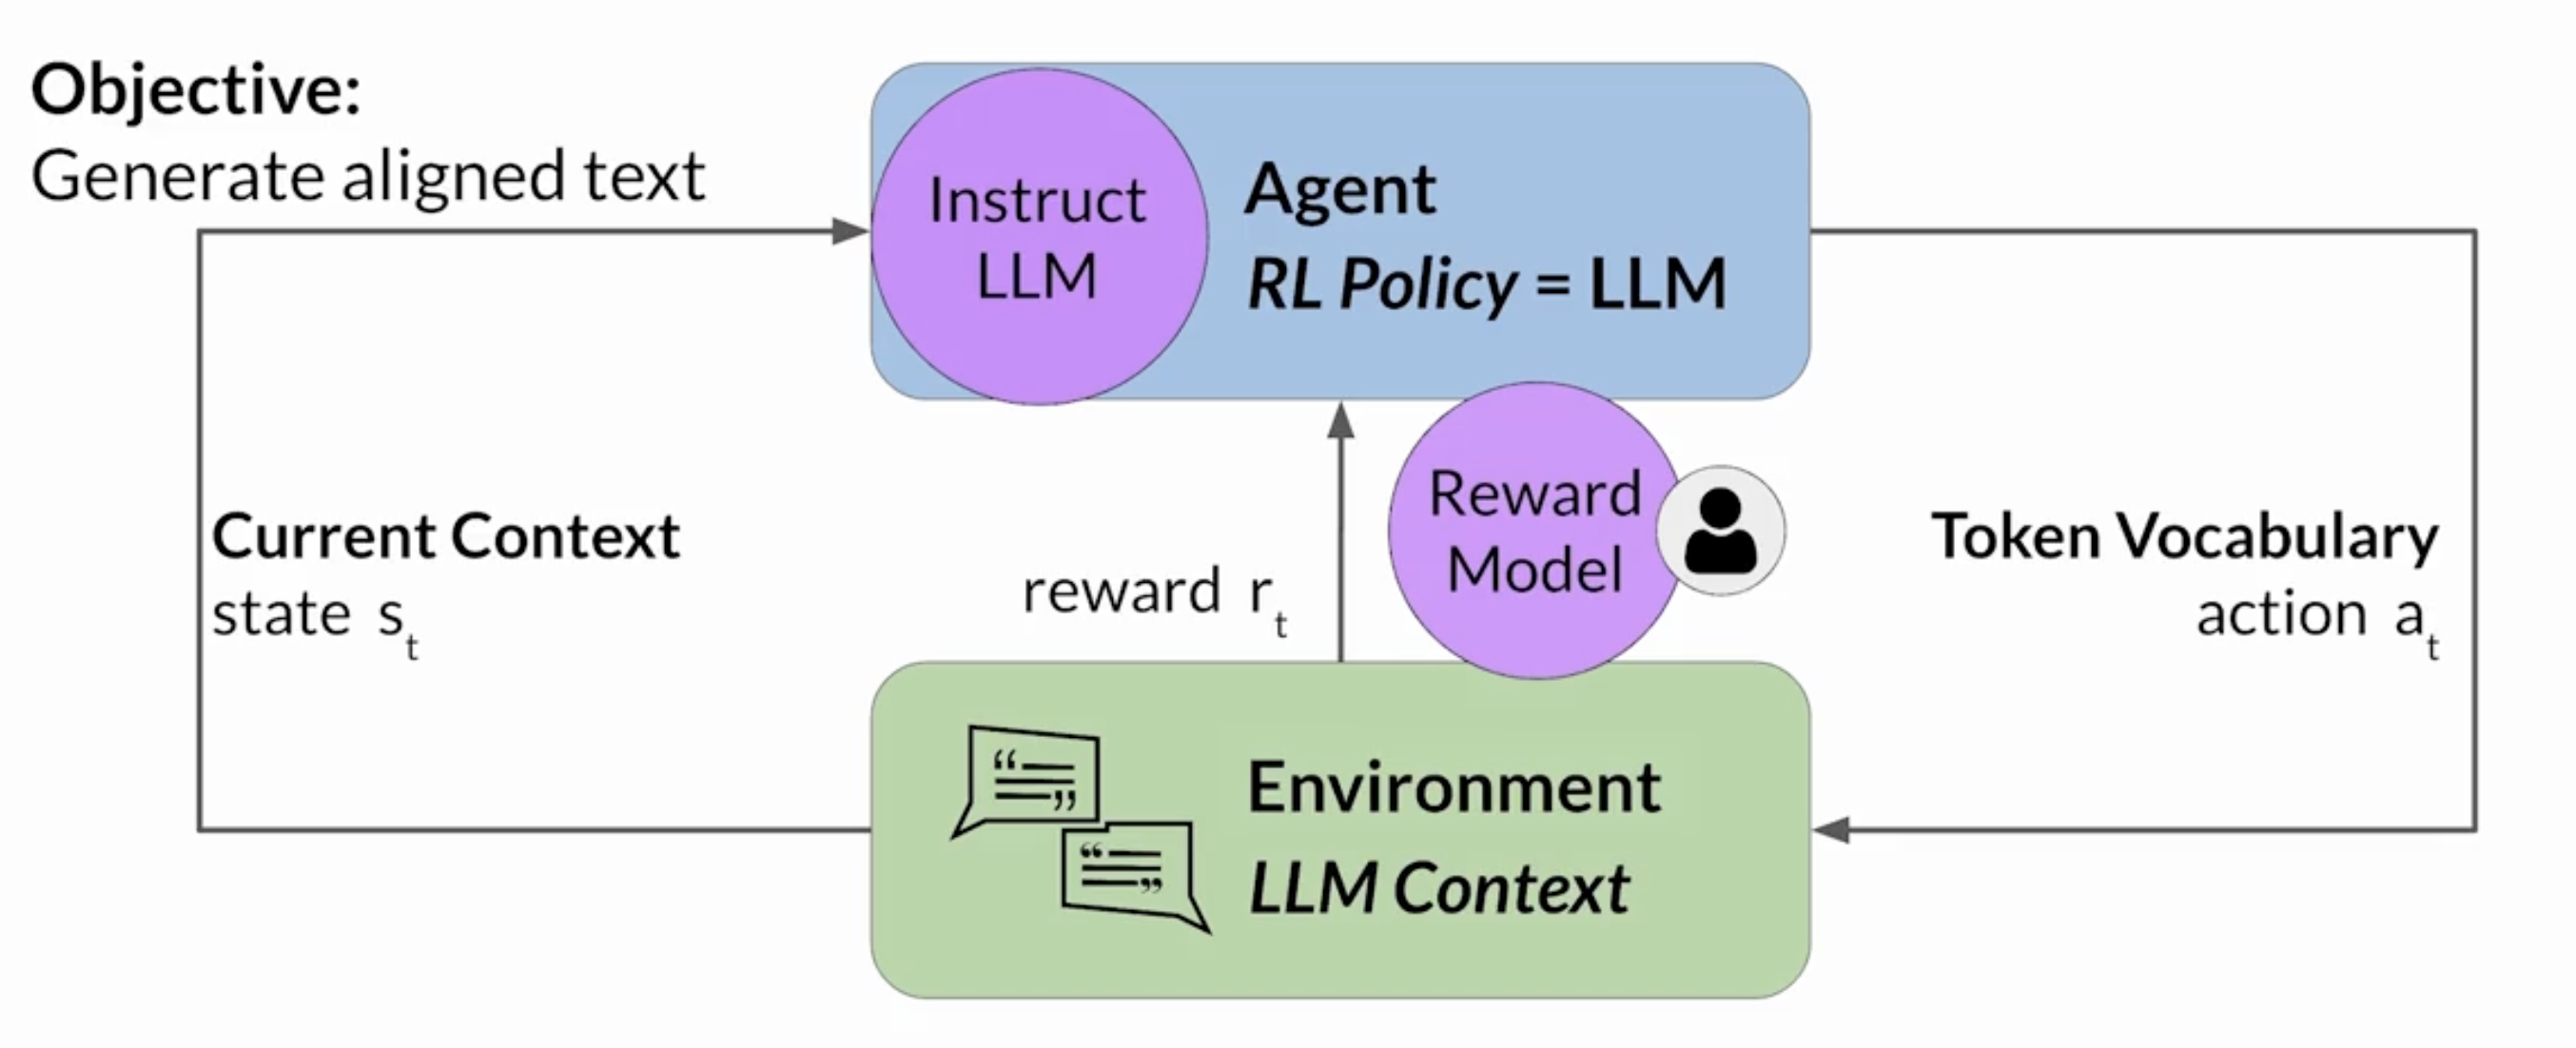 Objective:
Generate aligned text
Instruct
LLM
Agent
RL Policy = LLM
Current Context
state s_t
reward r_t
Reward
Model
Token Vocabulary
action a_t
Environment
LLM Context